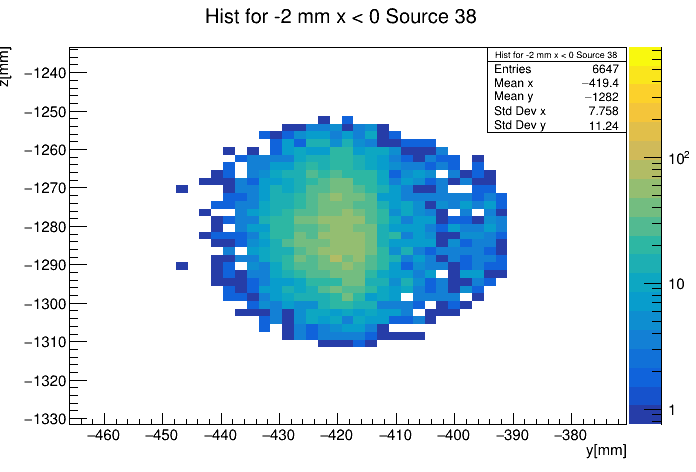 Hist for -2 mm x < 0 Source 38
z[mm]
Hist for -2 mm x < 0 Source 38
Entries 6647
Mean x −419.4
Mean y −1282
Std Dev x 7.758
Std Dev y 11.24
−1240
−1250
−1260
−1270
−1280
−1290
−1300
−1310
−1320
−1330
10²
10
1
−460 −450 −440 −430 −420 −410 −400 −390 −380
y[mm]